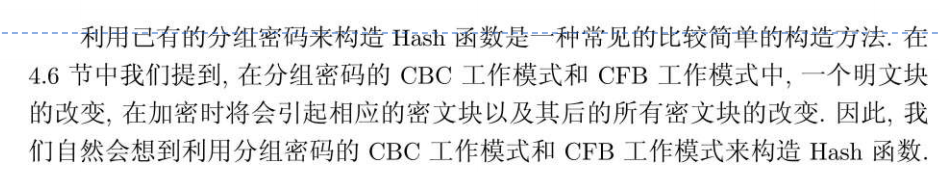 利用已有的分组密码来构造 Hash 函数是一种常见的比较简单的构造方法. 在
4.6 节中我们提到, 在分组密码的 CBC 工作模式和 CFB 工作模式中, 一个明文块
的改变, 在加密时将会引起相应的密文块以及其后的所有密文块的改变. 因此, 我
们自然会想到利用分组密码的 CBC 工作模式和 CFB 工作模式来构造 Hash 函数.